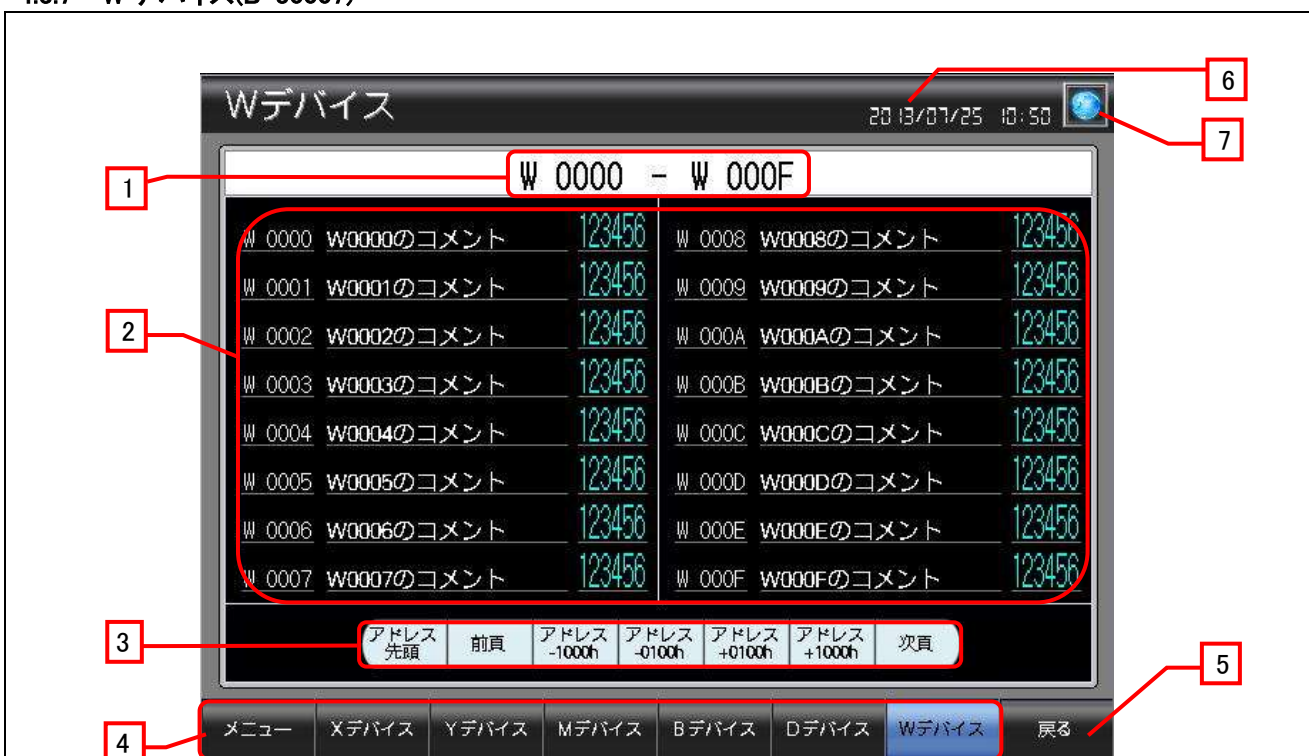 W デバイス
6
Wデバイス
2013/07/25 10:50
7
1
W 0000 - W 000F
2
W 0000 W0000のコメント 123456 W 0008 W0008のコメント 123456
W 0001 W0001のコメント 123456 W 0009 W0009のコメント 123456
W 0002 W0002のコメント 123456 W 000A W000Aのコメント 123456
W 0003 W0003のコメント 123456 W 000B W000Bのコメント 123456
W 0004 W0004のコメント 123456 W 000C W000Cのコメント 123456
W 0005 W0005のコメント 123456 W 000D W000Dのコメント 123456
W 0006 W0006のコメント 123456 W 000E W000Eのコメント 123456
W 0007 W0007のコメント 123456 W 000F W000Fのコメント 123456
3
アドレス先頭 前頁 アドレス-1000h アドレス-0100h アドレス+0100h アドレス+1000h 次頁
5
4
メニュー Xデバイス Yデバイス Mデバイス Bデバイス Dデバイス Wデバイス 戻る